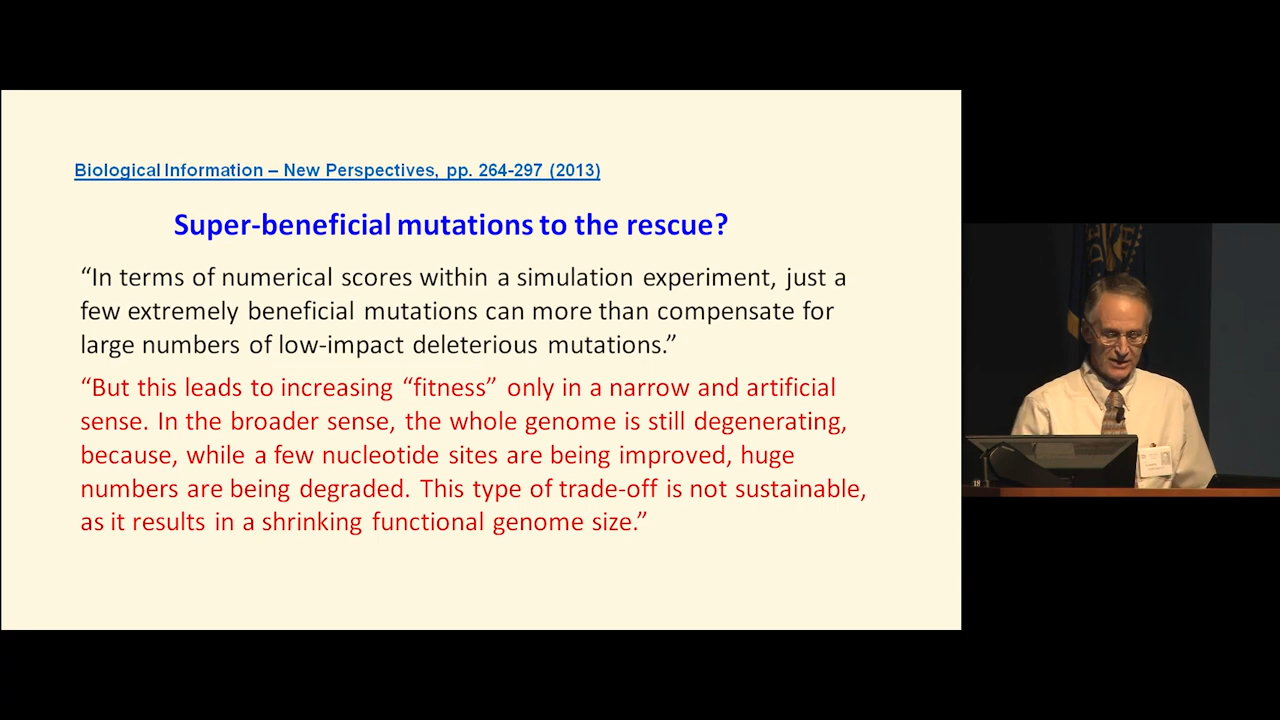 Biological Information – New Perspectives, pp. 264-297 (2013)
Super-beneficial mutations to the rescue?
“In terms of numerical scores within a simulation experiment, just a
few extremely beneficial mutations can more than compensate for
large numbers of low-impact deleterious mutations.”
“But this leads to increasing “fitness” only in a narrow and artificial
sense. In the broader sense, the whole genome is still degenerating,
because, while a few nucleotide sites are being improved, huge
numbers are being degraded. This type of trade-off is not sustainable,
as it results in a shrinking functional genome size.”